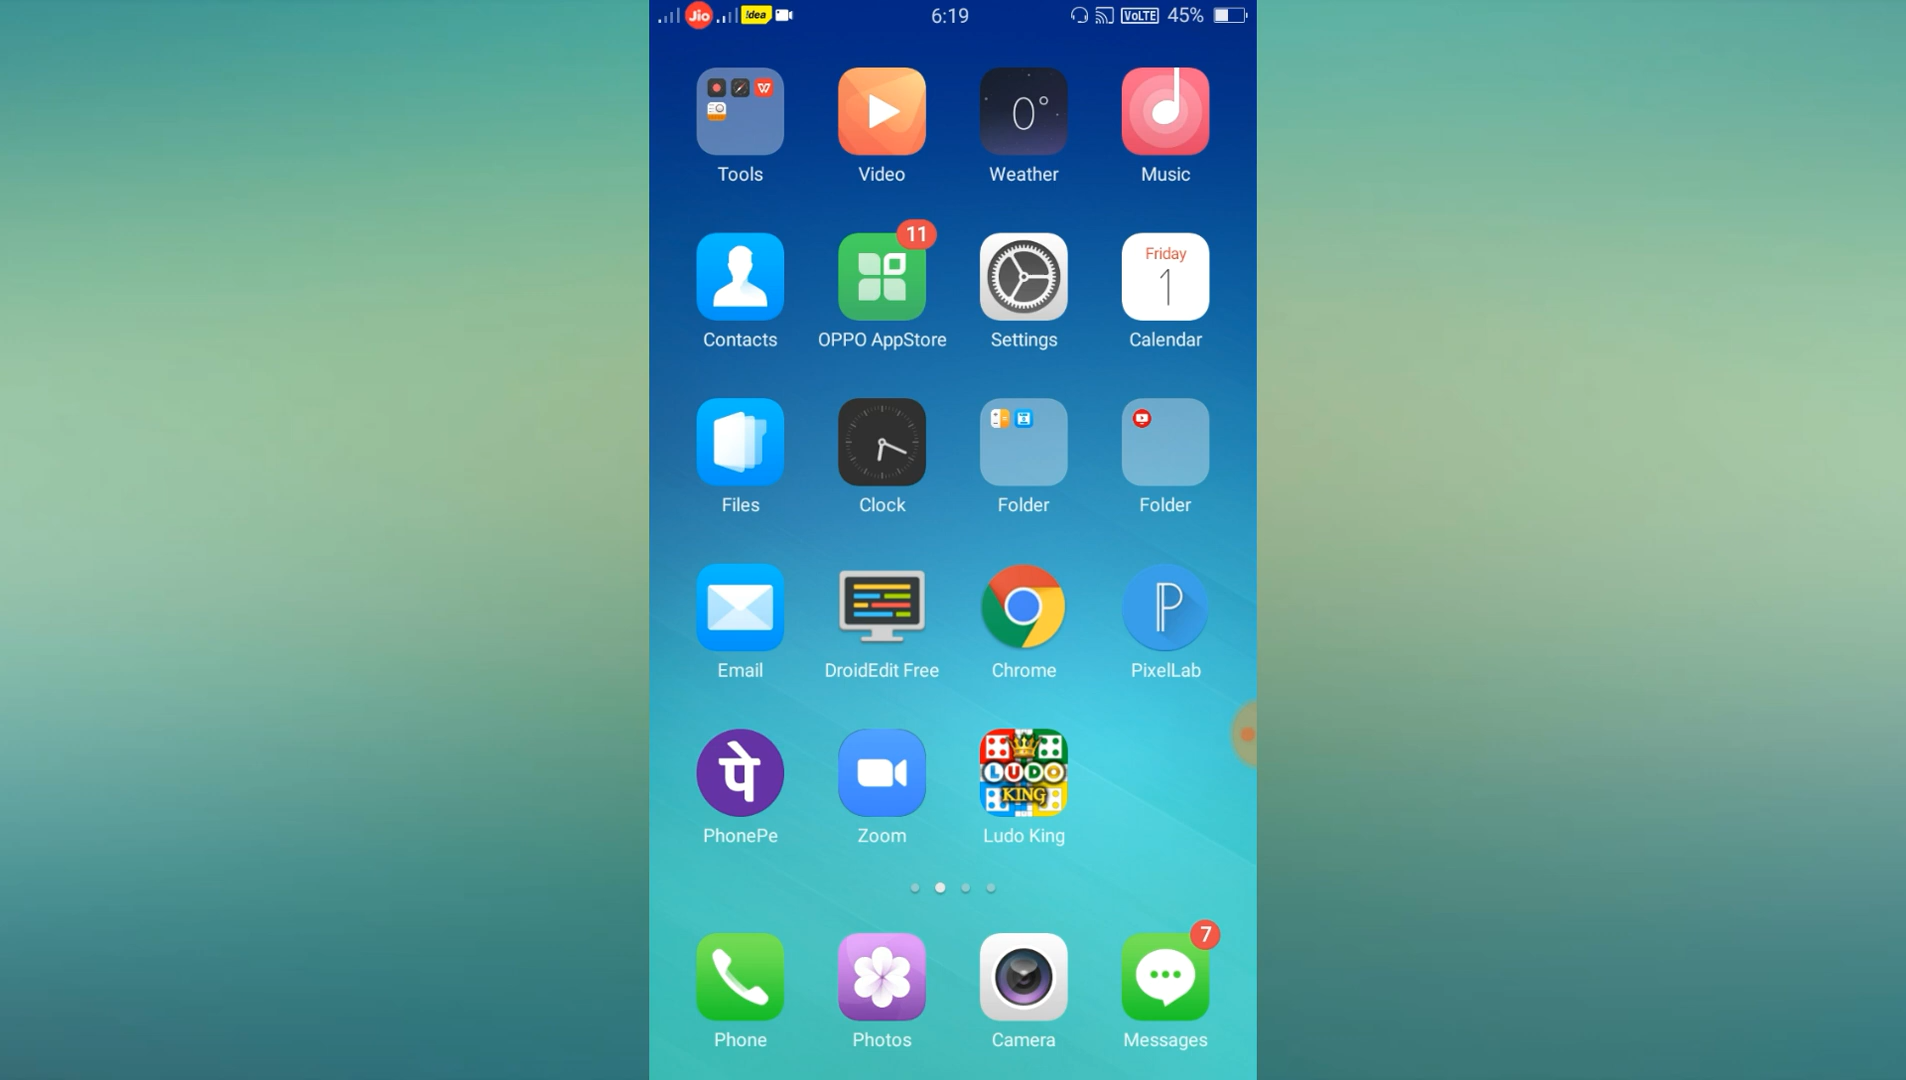 Jio idea 6:19 VoLTE 45%
0°
Tools Video Weather Music
11
Friday
1
Contacts OPPO AppStore Settings Calendar
Files Clock Folder Folder
P
Email DroidEdit Free Chrome PixelLab
पे
LUDO
KING
PhonePe Zoom Ludo King
7
Phone Photos Camera Messages